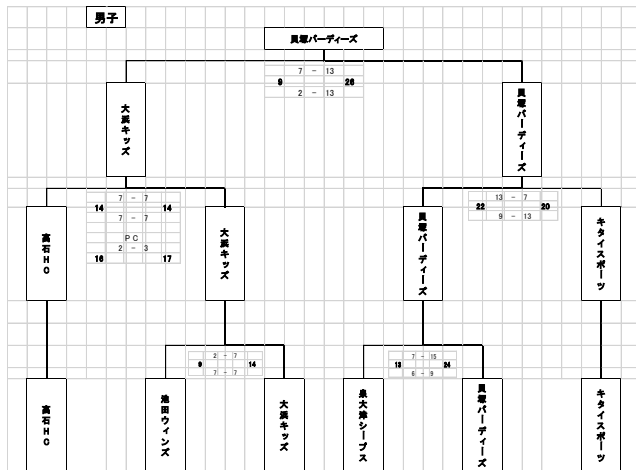 男子
貝塚バーディーズ
7 - 13
9 26
2 - 13
大浜キッズ
貝塚バーディーズ
7 - 7
14 14
7 - 7
PC
2 - 3
16 17
13 - 7
22 20
9 - 13
高石HC
大浜キッズ
貝塚バーディーズ
キタイスポーツ
2 - 7
9 14
7 - 7
7 - 15
13 24
6 - 9
高石HC
池田ウィンズ
大浜キッズ
泉大津シープス
貝塚バーディーズ
キタイスポーツ